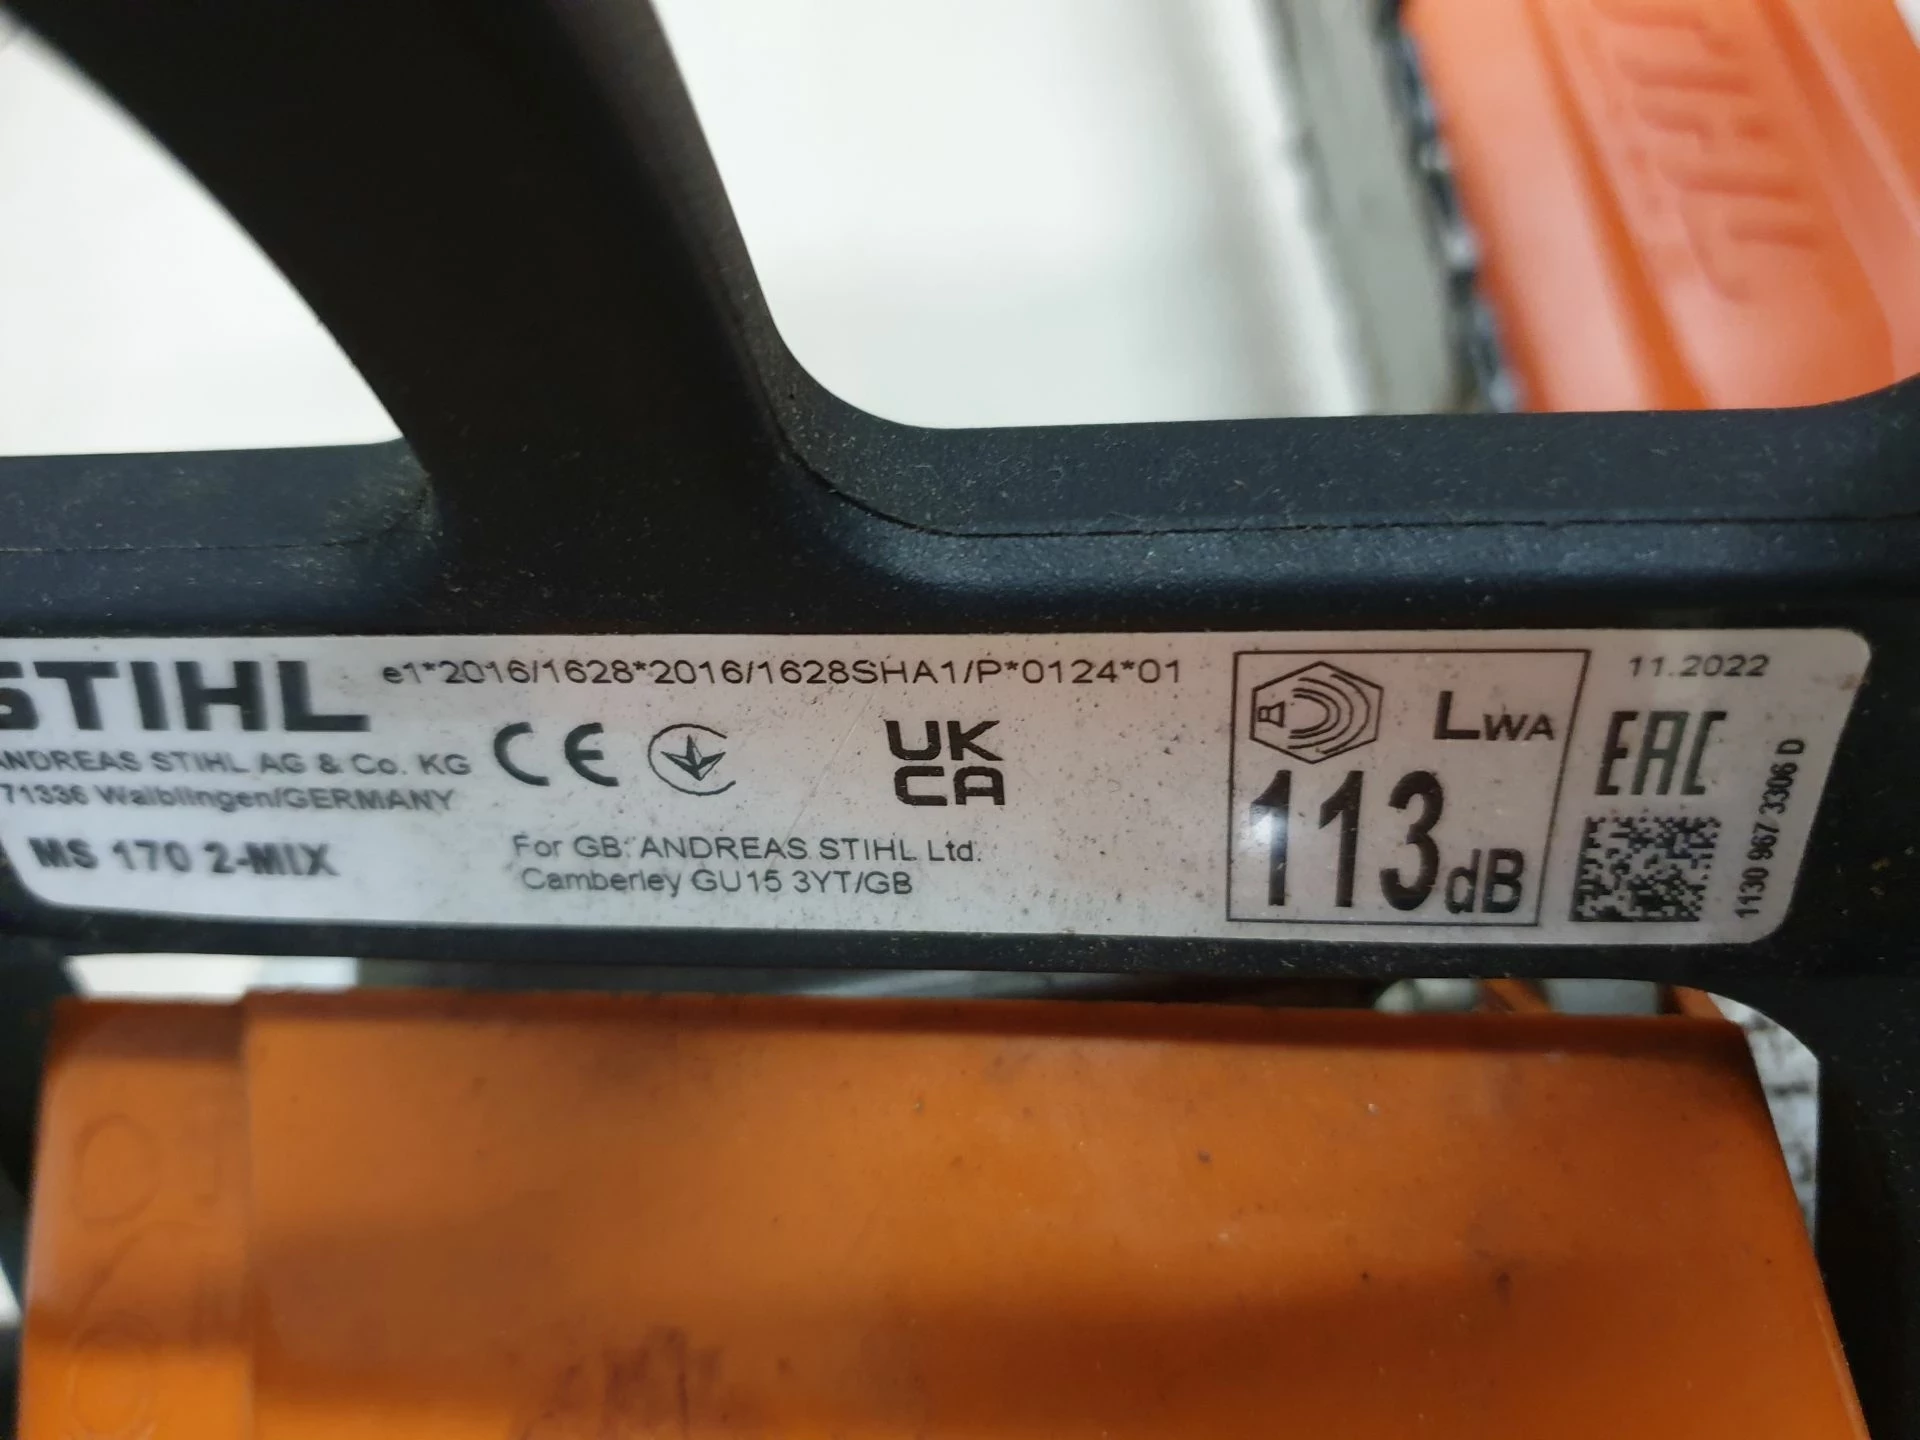 STIHL
STIHL
e1*2016/1628*2016/1628SHA1/P*0124*01
11.2022
ANDREAS STIHL AG & Co. KG
71336 Waiblingen/GERMANY
MS 170 2-MIX
CE
UK
CA
For GB: ANDREAS STIHL Ltd.
Camberley GU15 3YT/GB
LWA
113dB
EAC
1130 967 3306 D